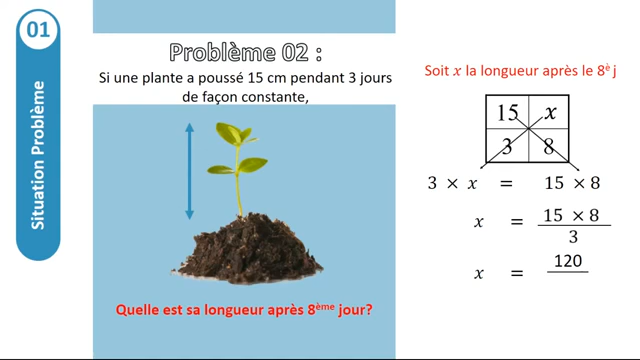 01
Situation Problème
Problème 02 :
Si une plante a poussé 15 cm pendant 3 jours
de façon constante,
Quelle est sa longueur après 8ème jour?
Soit x la longueur après le 8è j
15 x
3 8
3 × x = 15 × 8
x = 15 × 8
3
x = 120